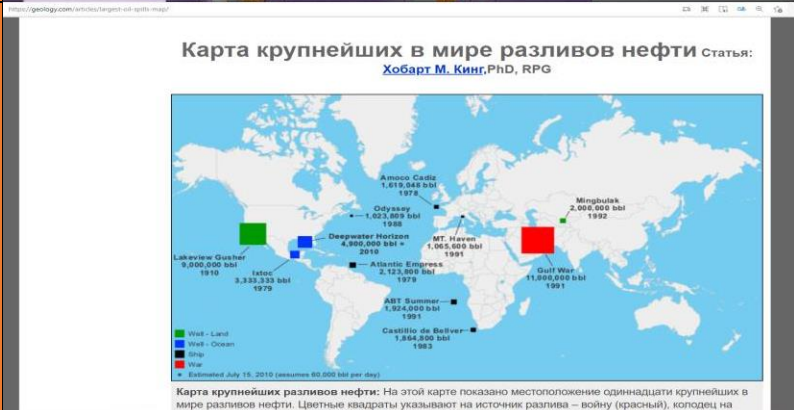 https://geology.com/articles/largest-oil-spills-map/
Карта крупнейших в мире разливов нефти Статья:
Хобарт М. Кинг,PhD, RPG
Amoco Cadiz
1,619,048 bbl
1978
Odyssey
1,023,809 bbl
1988
Mingbulak
2,000,000 bbl
1992
Deepwater Horizon
4,900,000 bbl *
2010
MT. Haven
1,065,600 bbl
1991
Lakeview Gusher
9,000,000 bbl
1910
Ixtoc
3,333,333 bbl
1979
Atlantic Empress
2,123,800 bbl
1979
Gulf War
11,000,000 bbl
1991
ABT Summer
1,924,000 bbl
1991
Castillio de Bellver
1,864,800 bbl
1983
Well - Land
Well - Ocean
Ship
War
* Estimated July 15, 2010 (assumes 60,000 bbl per day)
Карта крупнейших разливов нефти: На этой карте показано местоположение одиннадцати крупнейших в
мире разливов нефти. Цветные квадраты указывают на источник разлива – войну (красный), колодец на